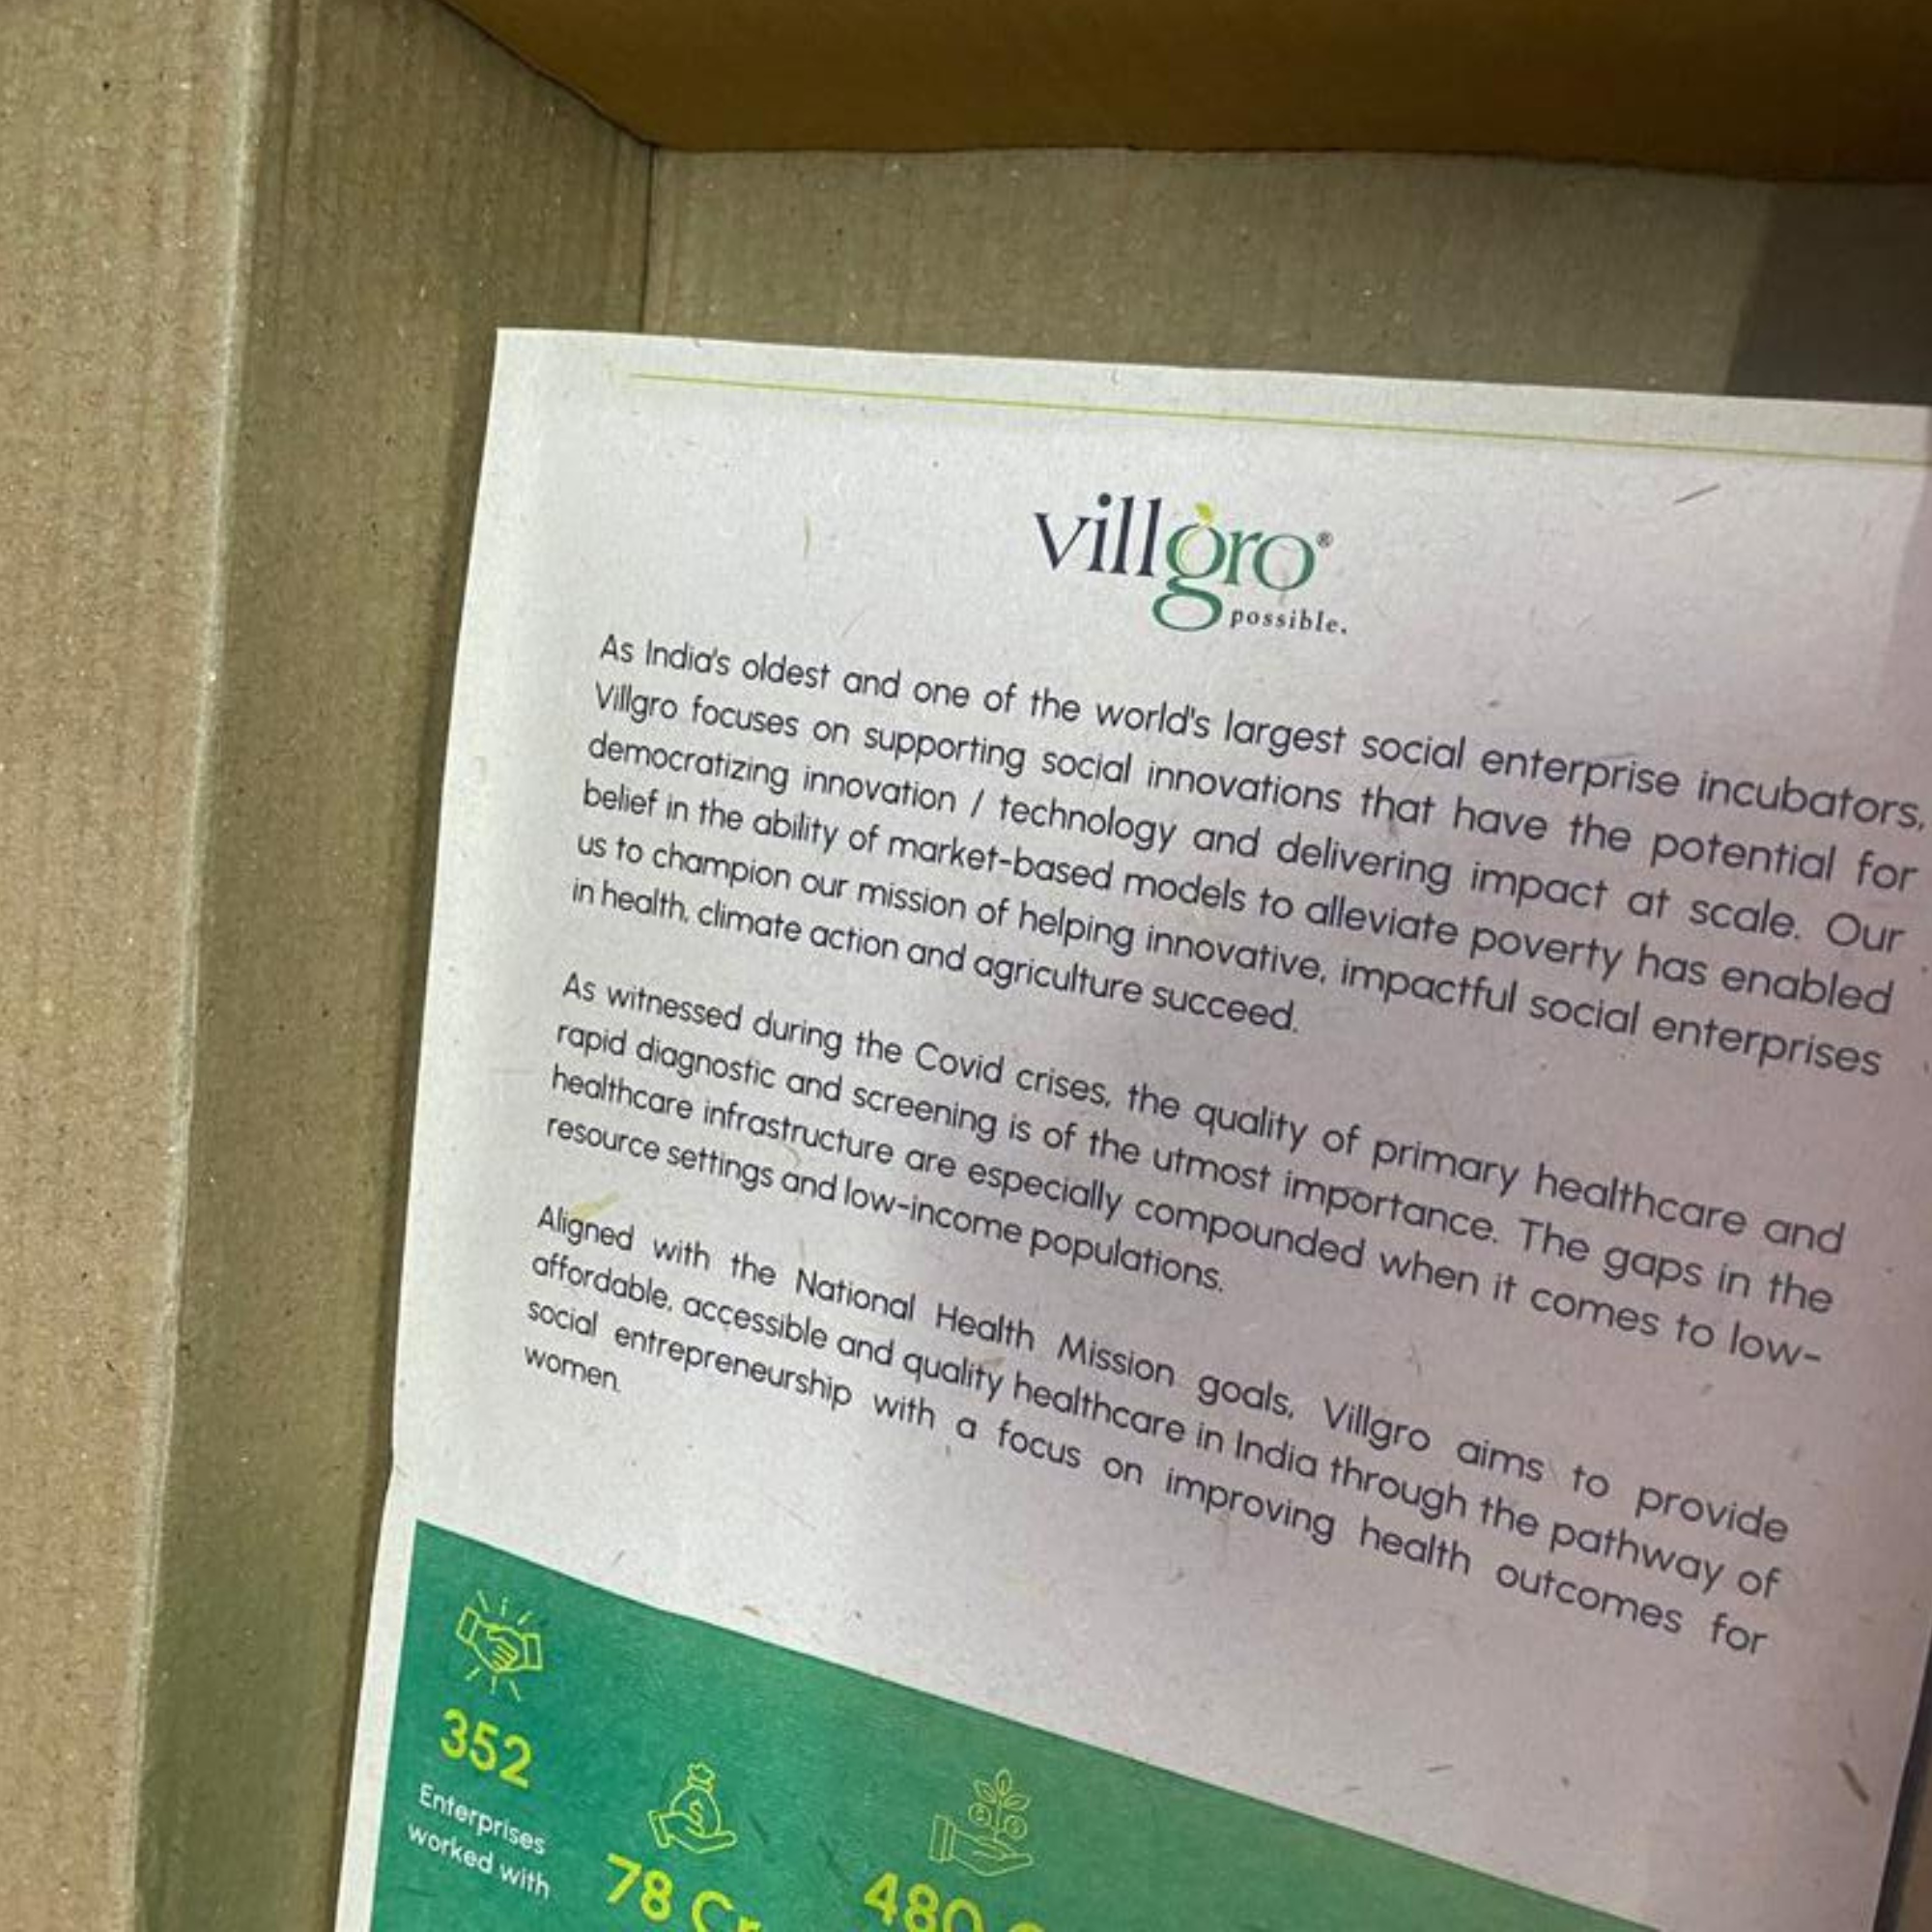 villgro®
possible.
As India's oldest and one of the world's largest social enterprise incubators,
Villgro focuses on supporting social innovations that have the potential for
democratizing innovation / technology and delivering impact at scale. Our
belief in the ability of market-based models to alleviate poverty has enabled
us to champion our mission of helping innovative, impactful social enterprises
in health, climate action and agriculture succeed.
As witnessed during the Covid crises, the quality of primary healthcare and
rapid diagnostic and screening is of the utmost importance. The gaps in the
healthcare infrastructure are especially compounded when it comes to low-
resource settings and low-income populations.
Aligned with the National Health Mission goals, Villgro aims to provide
affordable, accessible and quality healthcare in India through the pathway of
social entrepreneurship with a focus on improving health outcomes for
women.
352
Enterprises
worked with
78 Cr
480